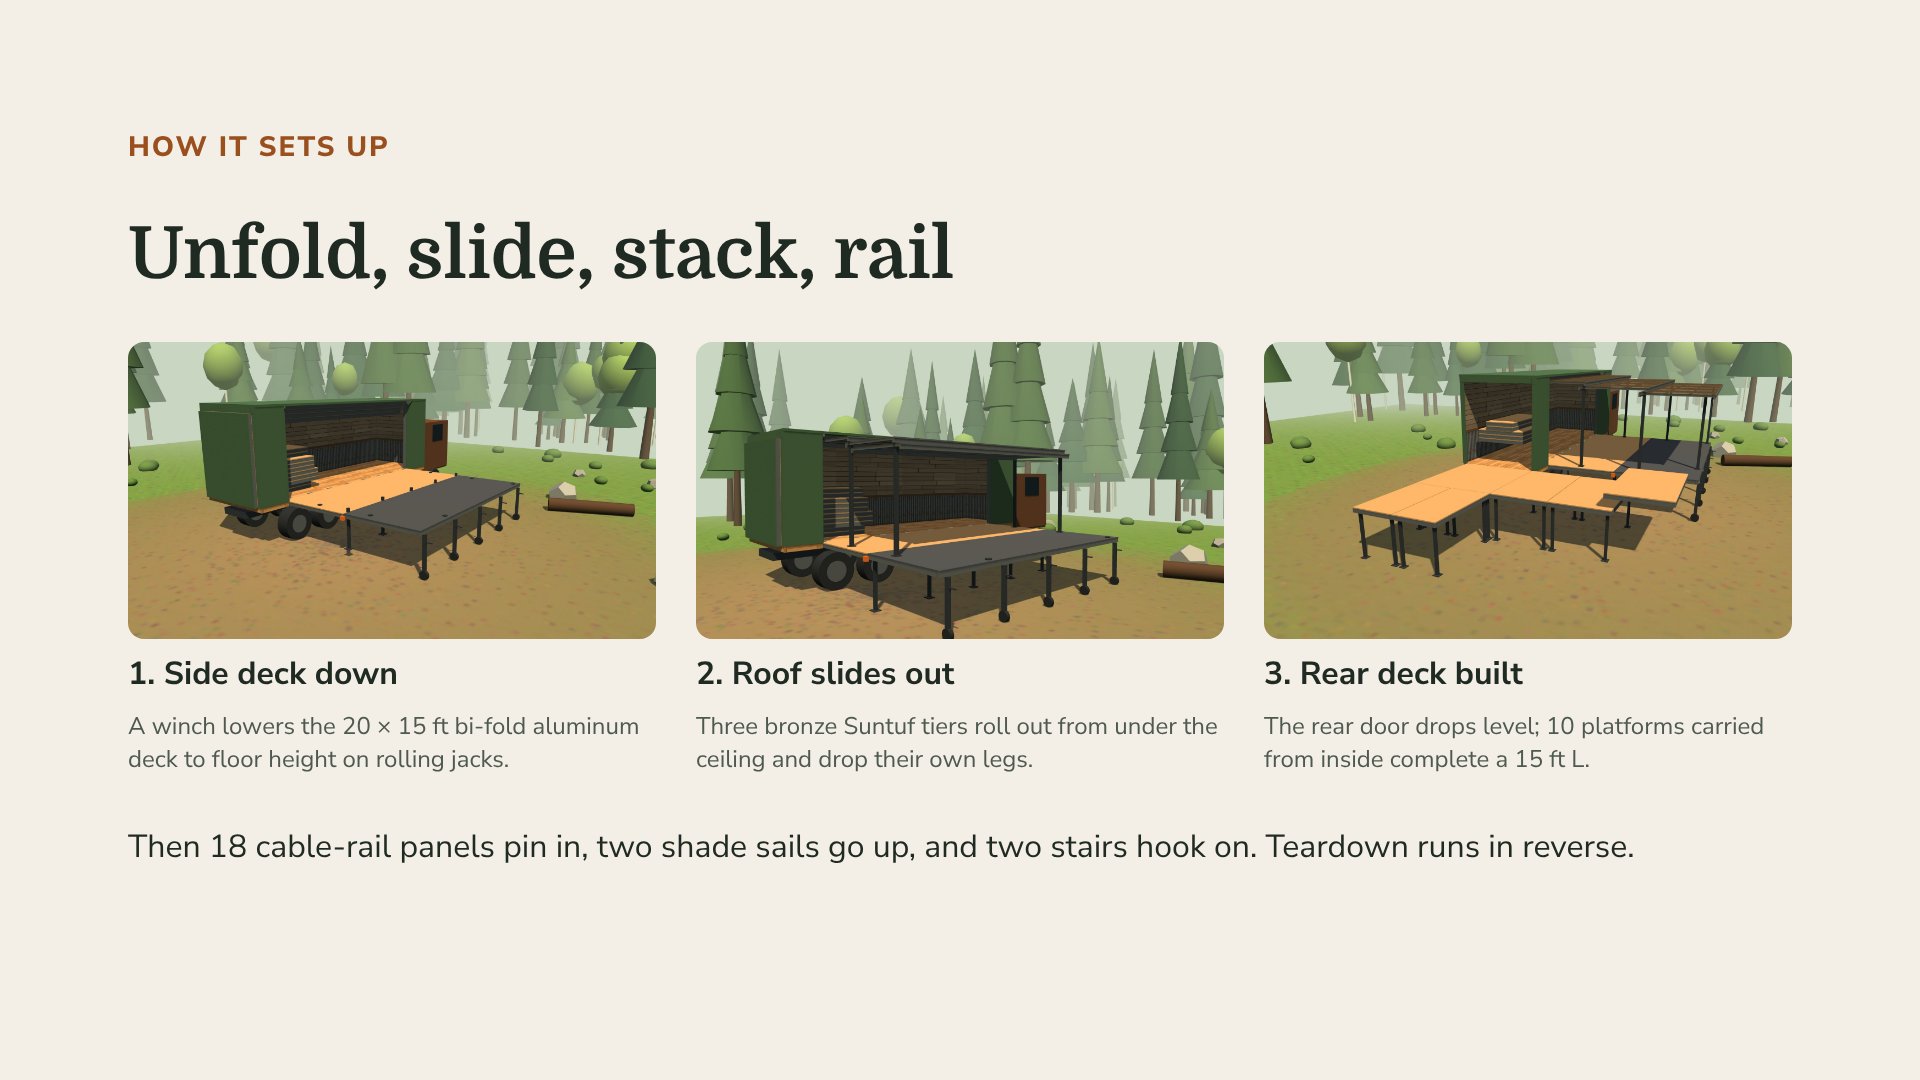 HOW IT SETS UP
Unfold, slide, stack, rail
1. Side deck down
A winch lowers the 20 × 15 ft bi-fold aluminum
deck to floor height on rolling jacks.
2. Roof slides out
Three bronze Suntuf tiers roll out from under the
ceiling and drop their own legs.
3. Rear deck built
The rear door drops level; 10 platforms carried
from inside complete a 15 ft L.
Then 18 cable-rail panels pin in, two shade sails go up, and two stairs hook on. Teardown runs in reverse.